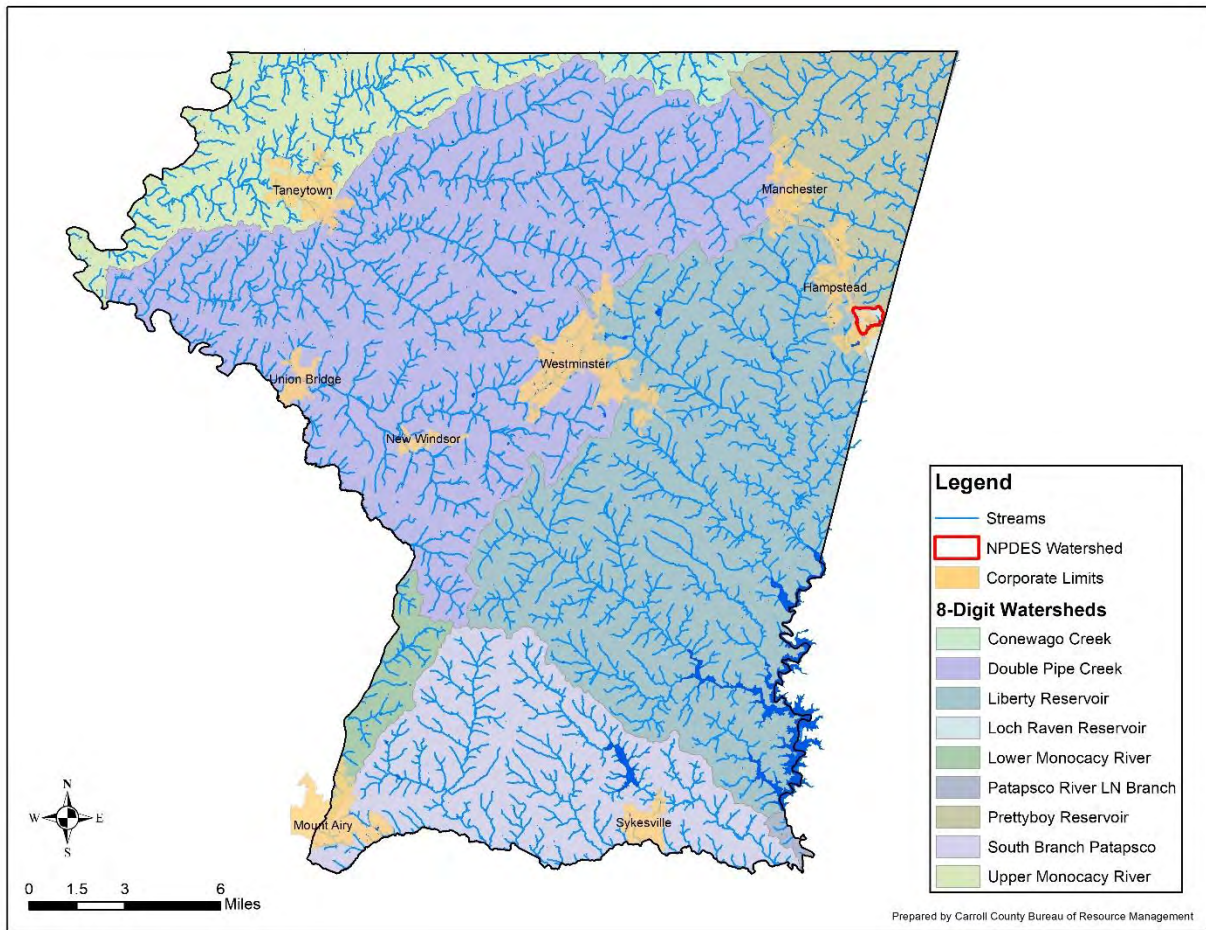 Taneytown
Manchester
Hampstead
Westminster
Union Bridge
New Windsor
Mount Airy
Sykesville
N
W E
S
0 1.5 3 6
Miles
Legend
Streams
NPDES Watershed
Corporate Limits
8-Digit Watersheds
Conewago Creek
Double Pipe Creek
Liberty Reservoir
Loch Raven Reservoir
Lower Monocacy River
Patapsco River LN Branch
Prettyboy Reservoir
South Branch Patapsco
Upper Monocacy River
Prepared by Carroll County Bureau of Resource Management